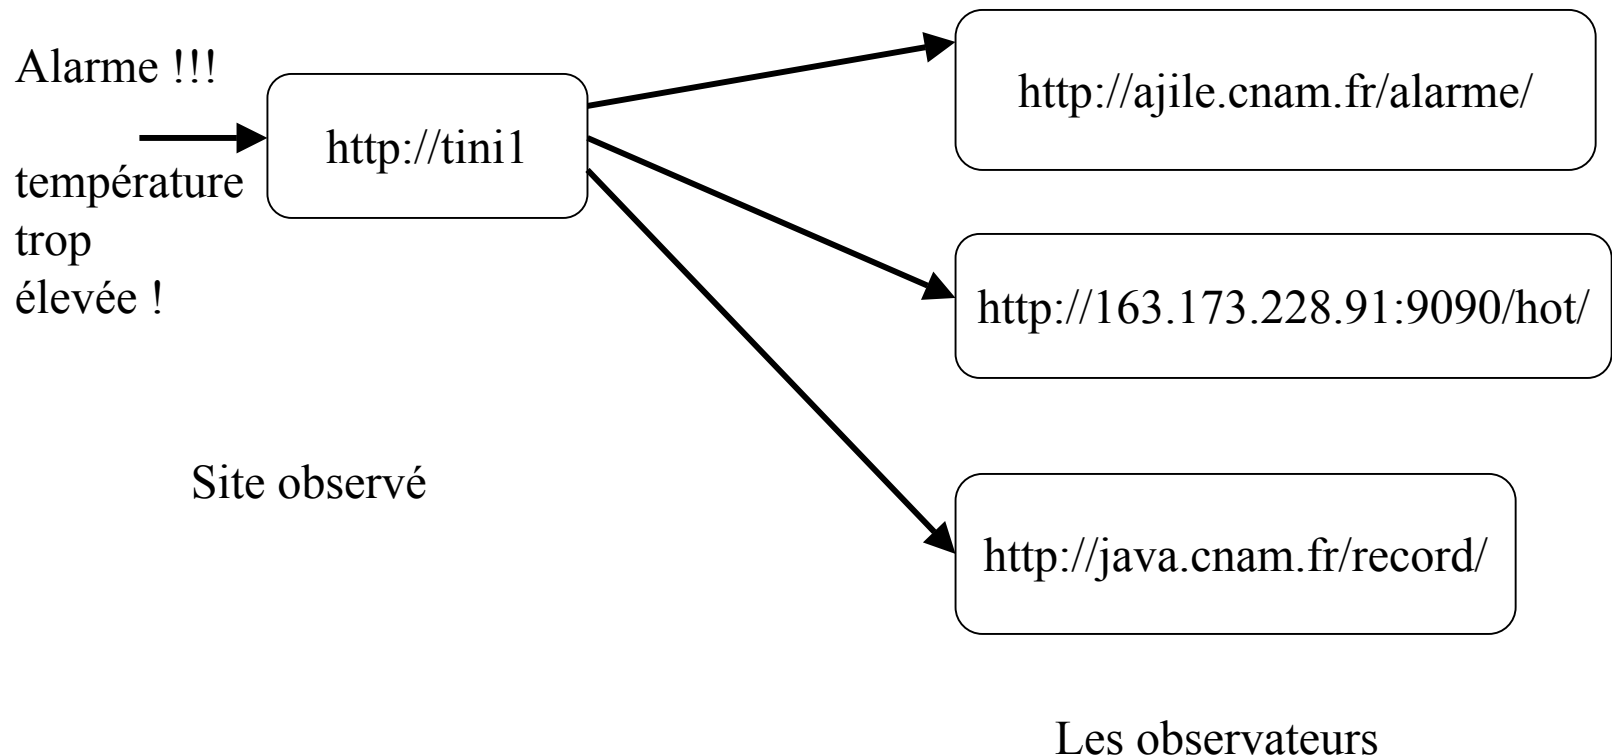 Alarme !!!
température
trop
élevée !
http://tini1
http://ajile.cnam.fr/alarme/
http://163.173.228.91:9090/hot/
http://java.cnam.fr/record/
Site observé
Les observateurs